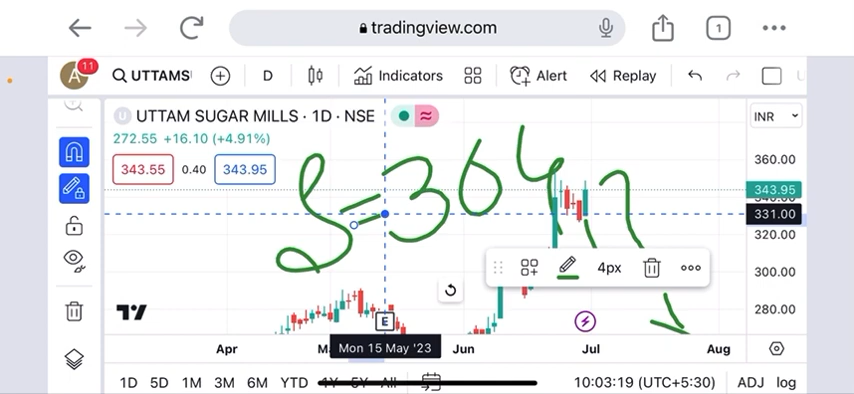 tradingview.com
1
A 11 UTTAMS D Indicators Alert Replay
U UTTAM SUGAR MILLS · 1D · NSE
INR
272.55 +16.10 (+4.91%)
343.55 0.40 343.95
360.00
343.95
331.00
320.00
300.00
280.00
S=364
4px
E
Apr Mon 15 May '23 Jun Jul Aug
1D 5D 1M 3M 6M YTD 1Y 5Y All 10:03:19 (UTC+5:30) ADJ log